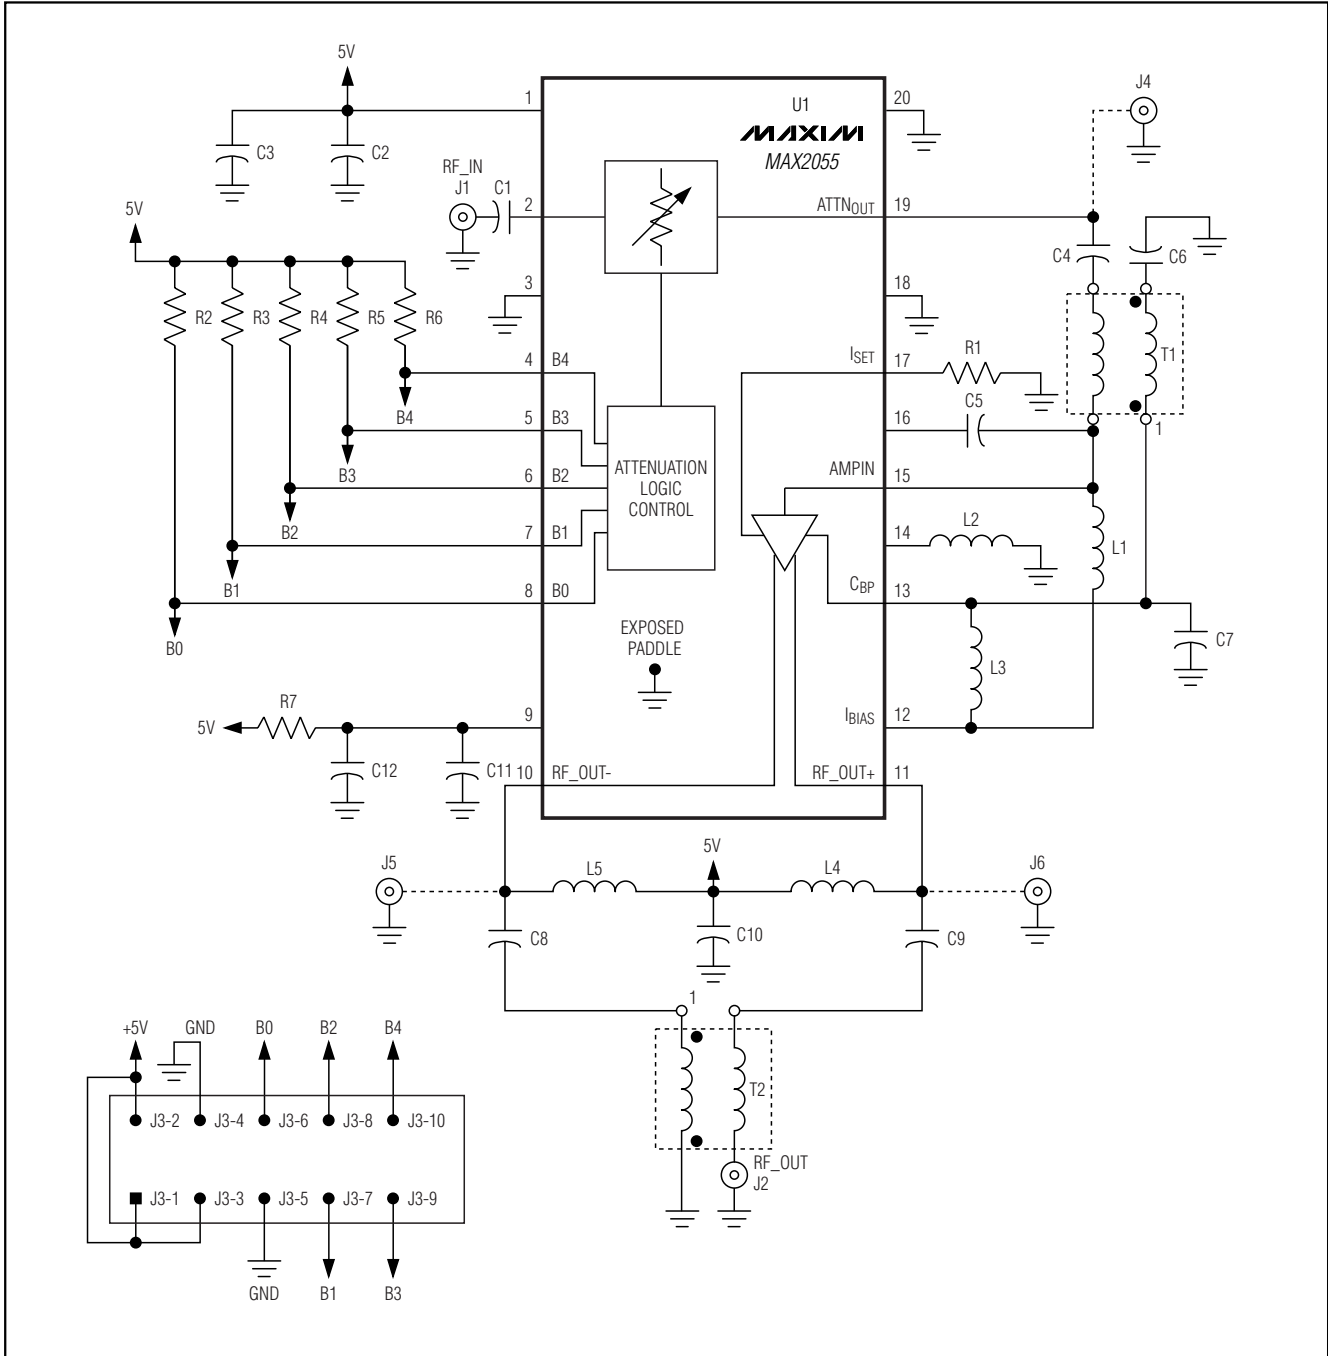 5V
1
U1
20
J4
MAXIM
MAX2055
C3
C2
RF_IN
J1
C1
2
ATTNOUT
19
5V
C4
C6
3
18
R2
R3
R4
R5
R6
ISET
17
R1
T1
4
B4
B4
C5
16
1
5
B3
B3
ATTENUATION
LOGIC
CONTROL
AMPIN
15
6
B2
B2
L2
14
L1
7
B1
B1
CBP
13
8
B0
B0
EXPOSED
PADDLE
C7
L3
R7
5V
9
IBIAS
12
C12
C11
10
RF_OUT-
RF_OUT+
11
5V
J5
L5
L4
J6
C8
C10
C9
1
+5V
GND
B0
B2
B4
T2
J3-2
J3-4
J3-6
J3-8
J3-10
RF_OUT
J2
J3-1
J3-3
J3-5
J3-7
J3-9
GND
B1
B3